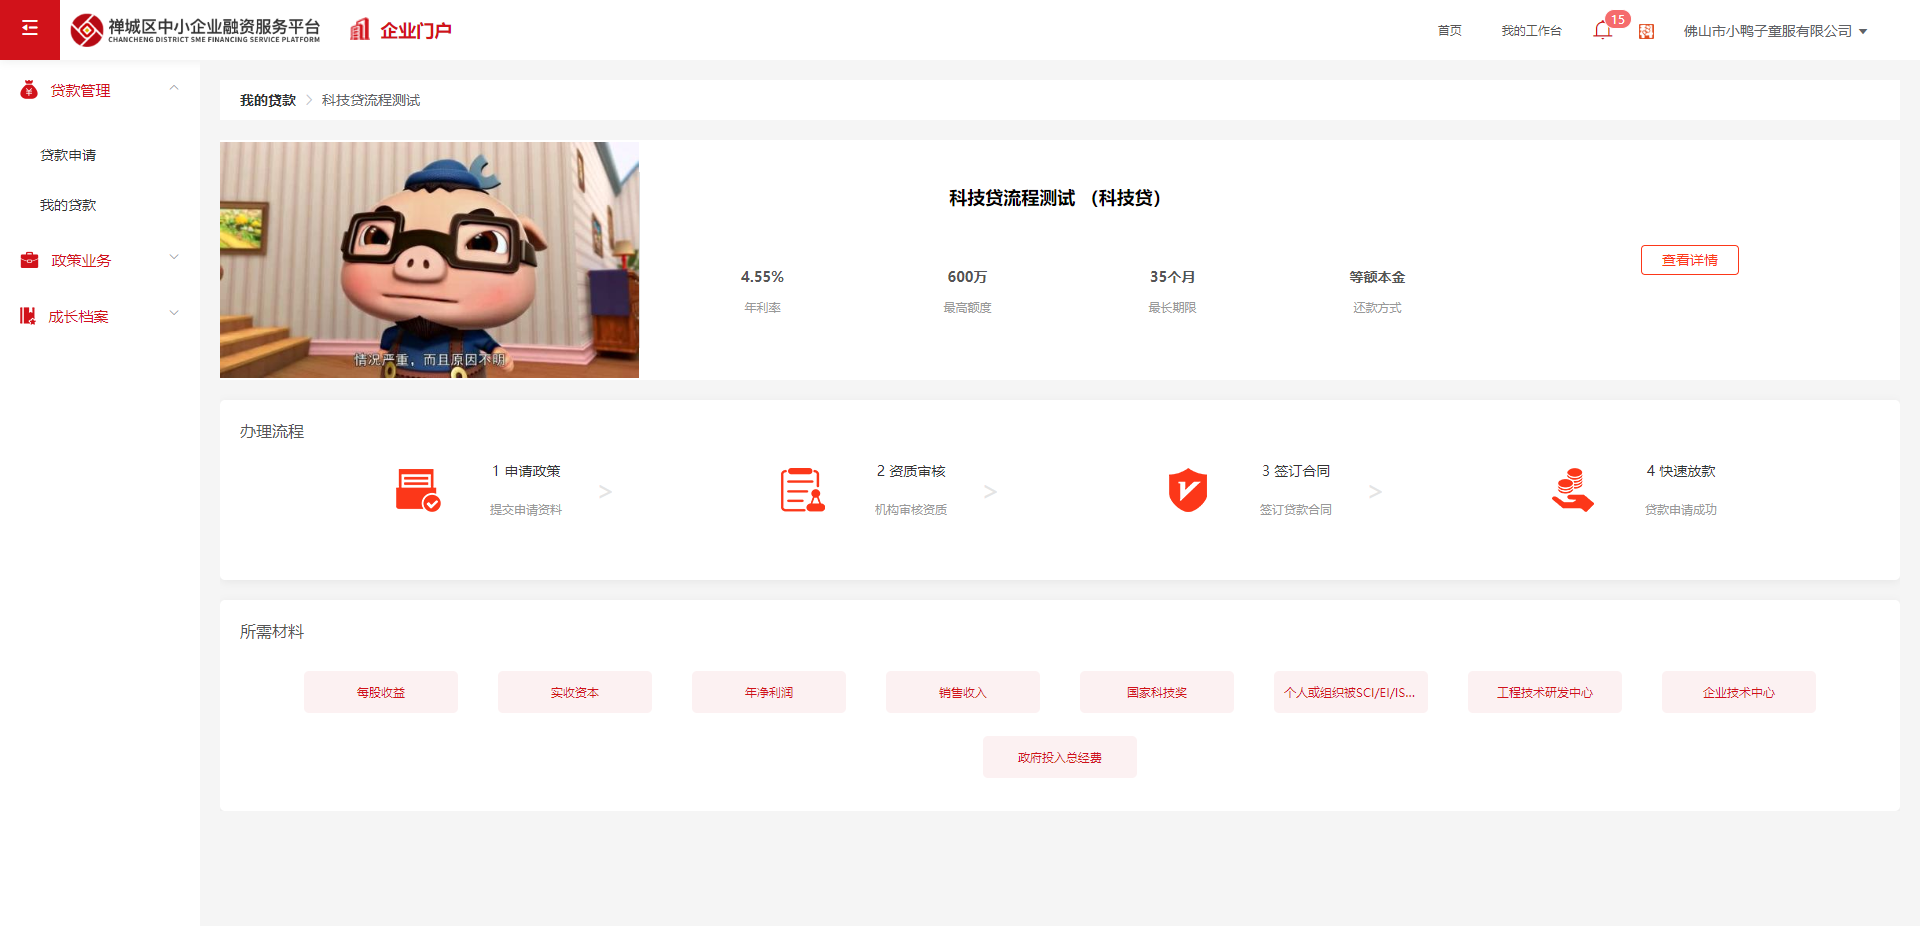 禅城区中小企业融资服务平台
CHANCHENG DISTRICT SME FINANCING SERVICE PLATFORM
企业门户
首页
我的工作台
15
佛山市小鸭子童服有限公司
贷款管理
贷款申请
我的贷款
政策业务
成长档案
我的贷款 > 科技贷流程测试
情况严重，而且原因不明
科技贷流程测试 （科技贷）
4.55% 600万 35个月 等额本金
年利率 最高额度 最长期限 还款方式
查看详情
办理流程
1 申请政策 > 2 资质审核 > 3 签订合同 > 4 快速放款
提交申请资料 机构审核资质 签订贷款合同 贷款申请成功
所需材料
每股收益 实收资本 年净利润 销售收入 国家科技奖 个人或组织被SCI/EI/IS... 工程技术研发中心 企业技术中心
政府投入总经费